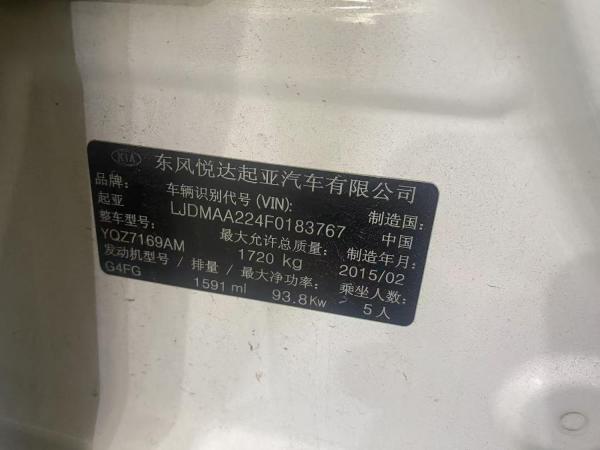 KIA 东风悦达起亚汽车有限公司
品牌: 车辆识别代号(VIN): 制造国:
起亚 LJDMAA224F0183767 中国
整车型号: 最大允许总质量: 制造年月:
YQZ7169AM 1720 kg 2015/02
发动机型号/排量/最大净功率: 乘坐人数:
G4FG 1591 ml 93.8Kw 5人